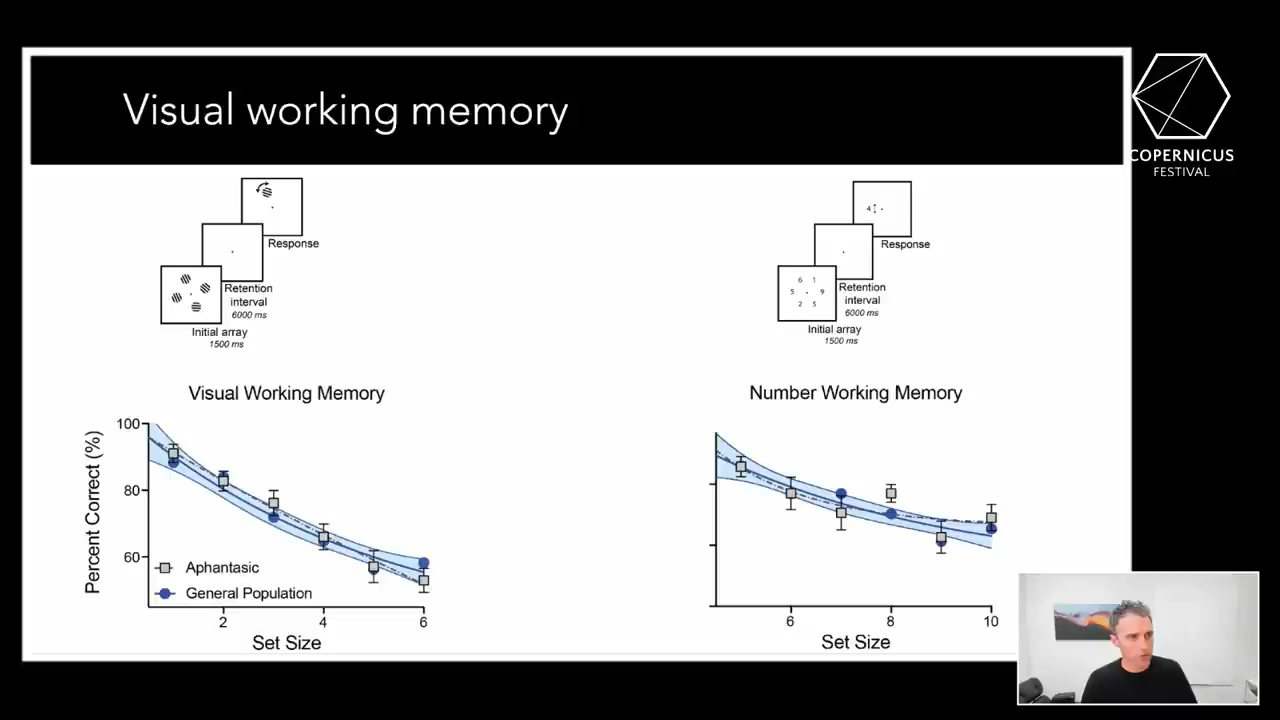 Visual working memory
COPERNICUS
FESTIVAL
Response
Retention
interval
6000 ms
Initial array
1500 ms
4
Response
6 1
5 9
2 5
Retention
interval
6000 ms
Initial array
1500 ms
Visual Working Memory
Percent Correct (%)
100
80
60
Aphantasic
General Population
2 4 6
Set Size
Number Working Memory
6 8 10
Set Size